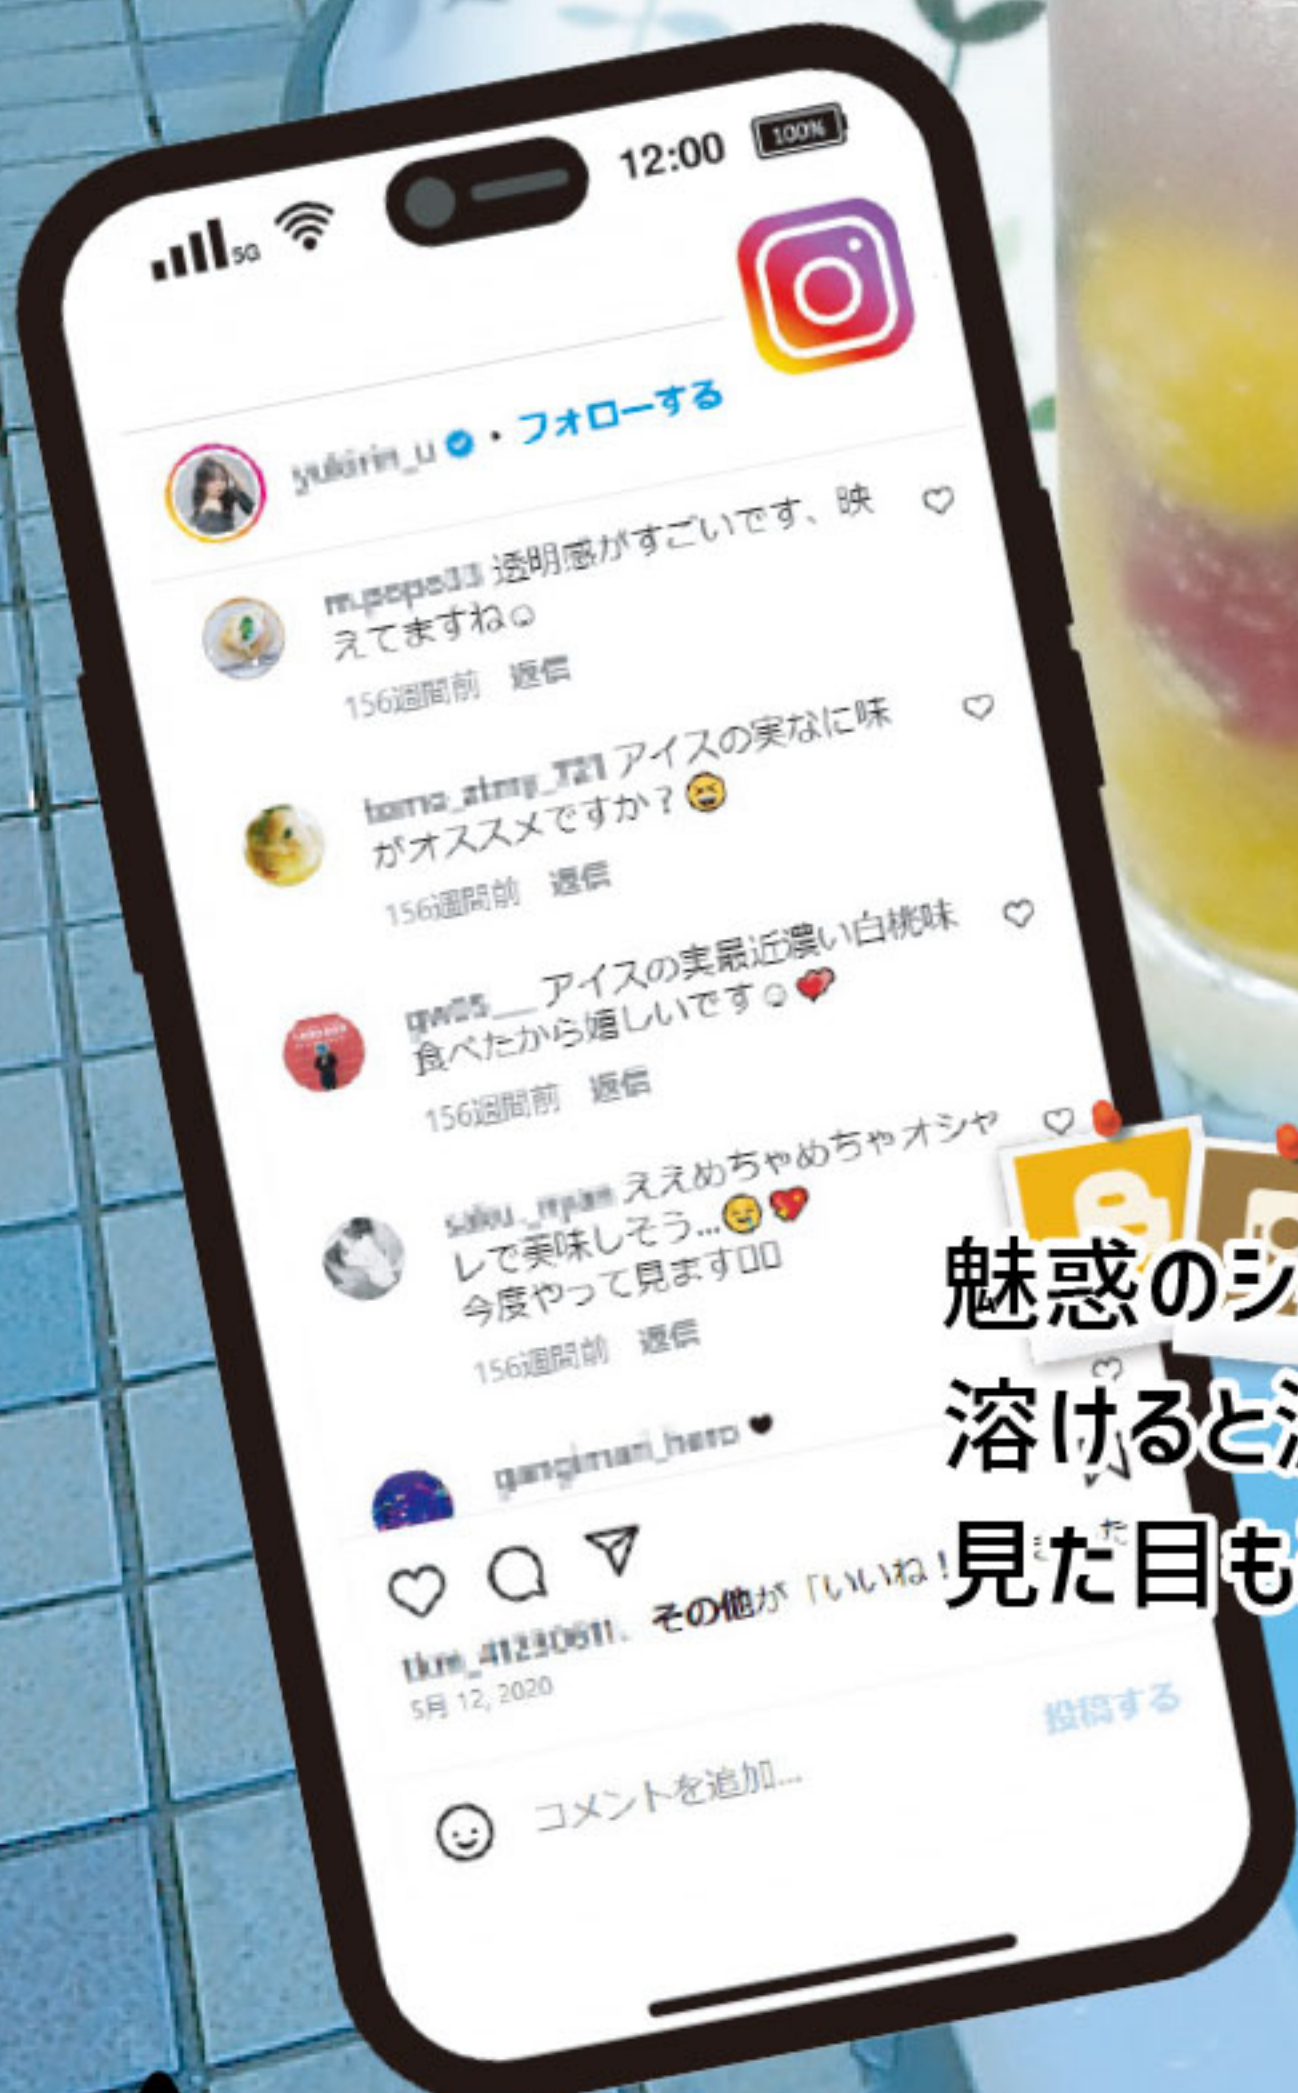 5G 12:00 100%
フォローする
透明感がすごいです、映
えてますね☺
156週間前 返信
アイスの実なに味
がオススメですか？😆
156週間前 返信
アイスの実最近濃い白桃味
食べたから嬉しいです☺💕
156週間前 返信
ええめちゃめちゃオシャ
レで美味しそう…🤤💖
今度やって見ます▯▯
156週間前 返信
🖤
その他が「いいね！
5月 12, 2020
コメントを追加...
投稿する
魅惑のシ
溶けると
見た目も